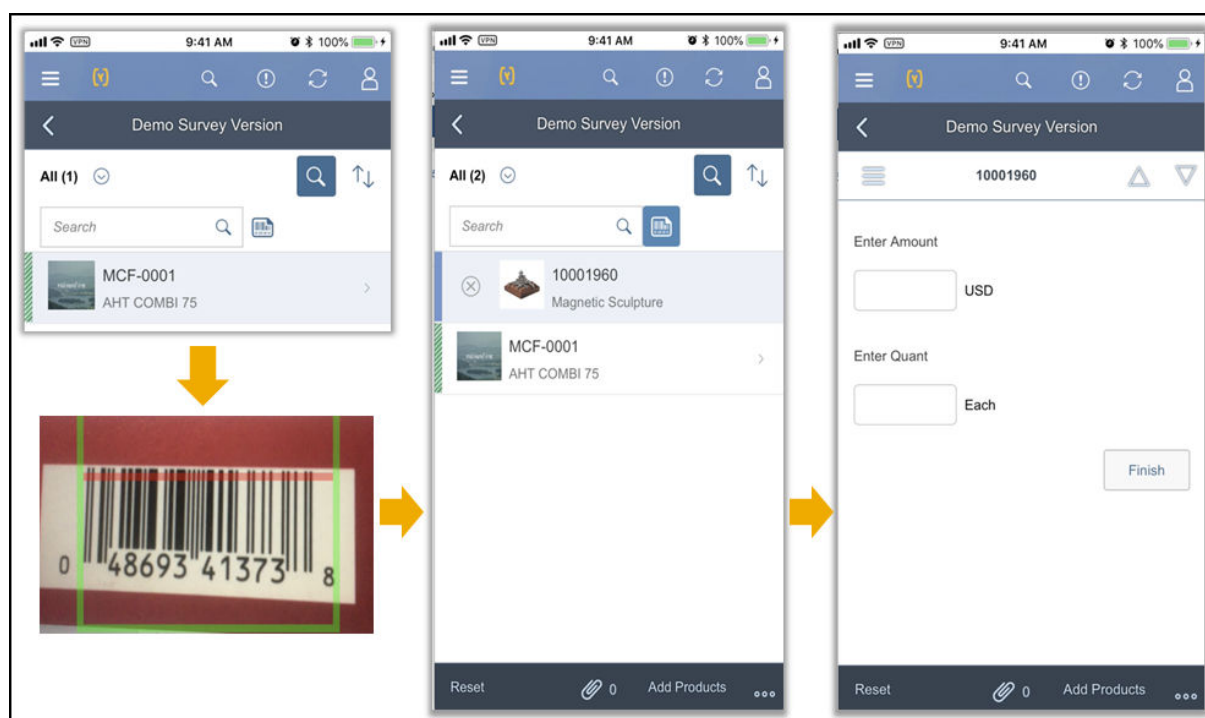 VPN 9:41 AM 100%
Demo Survey Version
All (1)
Search
MCF-0001
AHT COMBI 75
0 48693 41373 8
VPN 9:41 AM 100%
Demo Survey Version
All (2)
Search
10001960
Magnetic Sculpture
MCF-0001
AHT COMBI 75
Reset 0 Add Products
VPN 9:41 AM 100%
Demo Survey Version
10001960
Enter Amount
USD
Enter Quant
Each
Finish
Reset 0 Add Products